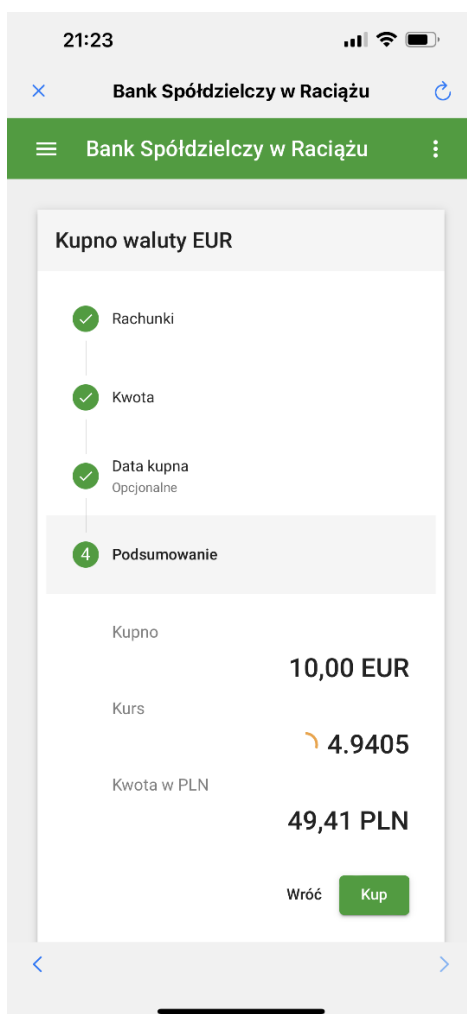 21:23
Bank Spółdzielczy w Raciążu
Bank Spółdzielczy w Raciążu
Kupno waluty EUR
Rachunki
Kwota
Data kupna
Opcjonalne
4 Podsumowanie
Kupno
10,00 EUR
Kurs
4.9405
Kwota w PLN
49,41 PLN
Wróć Kup